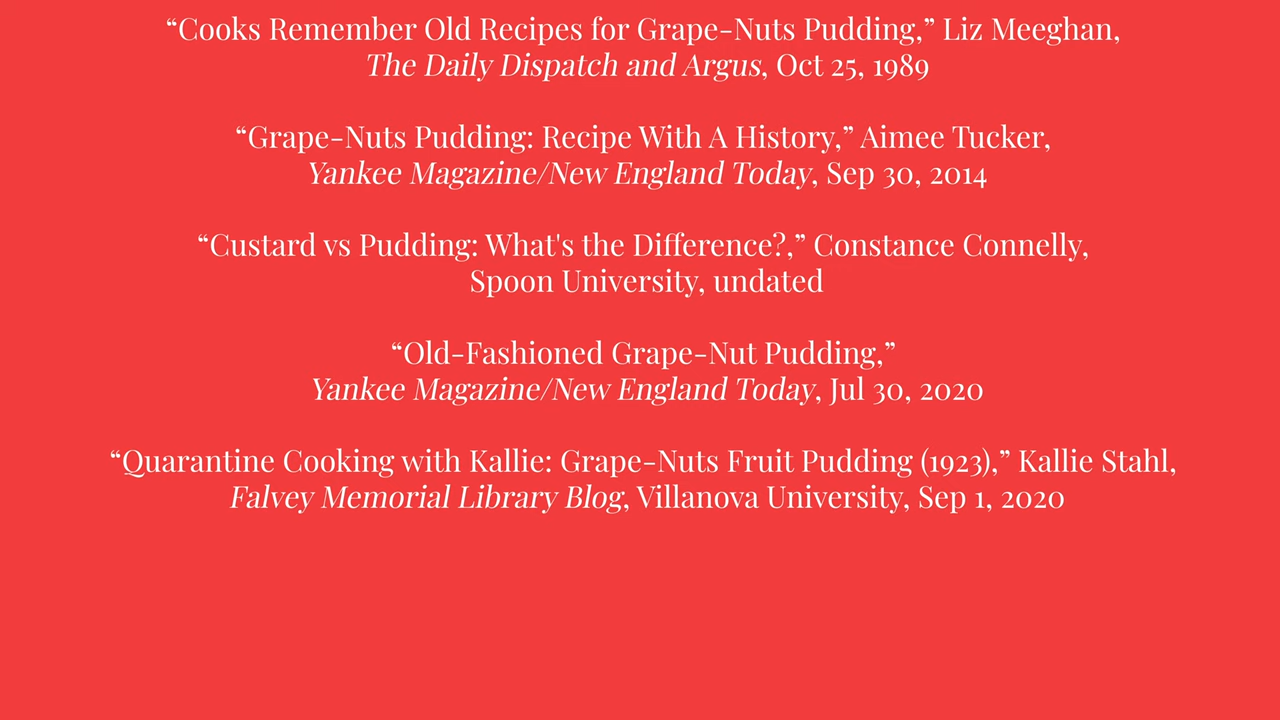 “Cooks Remember Old Recipes for Grape-Nuts Pudding,” Liz Meeghan,
The Daily Dispatch and Argus, Oct 25, 1989
“Grape-Nuts Pudding: Recipe With A History,” Aimee Tucker,
Yankee Magazine/New England Today, Sep 30, 2014
“Custard vs Pudding: What's the Difference?,” Constance Connelly,
Spoon University, undated
“Old-Fashioned Grape-Nut Pudding,”
Yankee Magazine/New England Today, Jul 30, 2020
“Quarantine Cooking with Kallie: Grape-Nuts Fruit Pudding (1923),” Kallie Stahl,
Falvey Memorial Library Blog, Villanova University, Sep 1, 2020